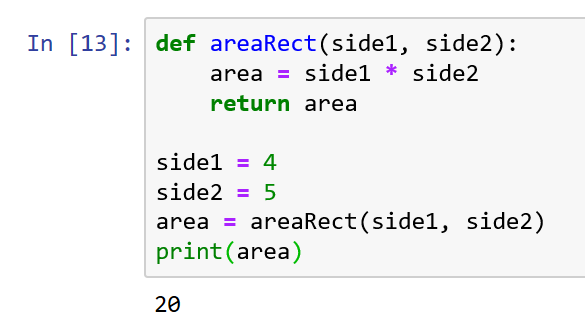 In [13]: def areaRect(side1, side2):
    area = side1 * side2
    return area
side1 = 4
side2 = 5
area = areaRect(side1, side2)
print(area)
20